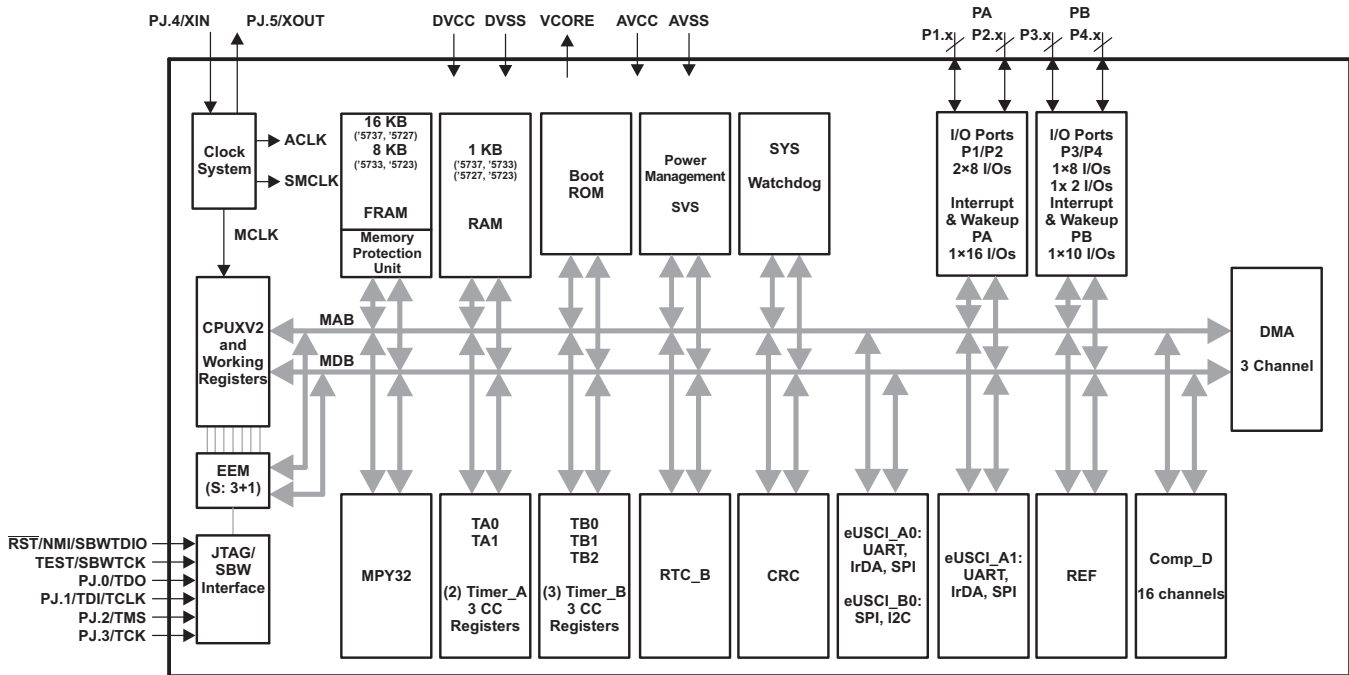 PJ.4/XIN
PJ.5/XOUT
DVCC
DVSS
VCORE
AVCC
AVSS
PA
PB
P1.x
P2.x
P3.x
P4.x
Clock
System
ACLK
SMCLK
MCLK
16 KB
('5737, '5727)
8 KB
('5733, '5723)
FRAM
Memory
Protection
Unit
1 KB
('5737, '5733)
('5727, '5723)
RAM
Boot
ROM
Power
Management
SVS
SYS
Watchdog
I/O Ports
P1/P2
2×8 I/Os
Interrupt
& Wakeup
PA
1×16 I/Os
I/O Ports
P3/P4
1×8 I/Os
1x 2 I/Os
Interrupt
& Wakeup
PB
1×10 I/Os
CPUXV2
and
Working
Registers
MAB
MDB
DMA
3 Channel
EEM
(S: 3+1)
RST/NMI/SBWTDIO
TEST/SBWTCK
PJ.0/TDO
PJ.1/TDI/TCLK
PJ.2/TMS
PJ.3/TCK
JTAG/
SBW
Interface
MPY32
TA0
TA1
(2) Timer_A
3 CC
Registers
TB0
TB1
TB2
(3) Timer_B
3 CC
Registers
RTC_B
CRC
eUSCI_A0:
UART,
IrDA, SPI
eUSCI_B0:
SPI, I2C
eUSCI_A1:
UART,
IrDA, SPI
REF
Comp_D
16 channels